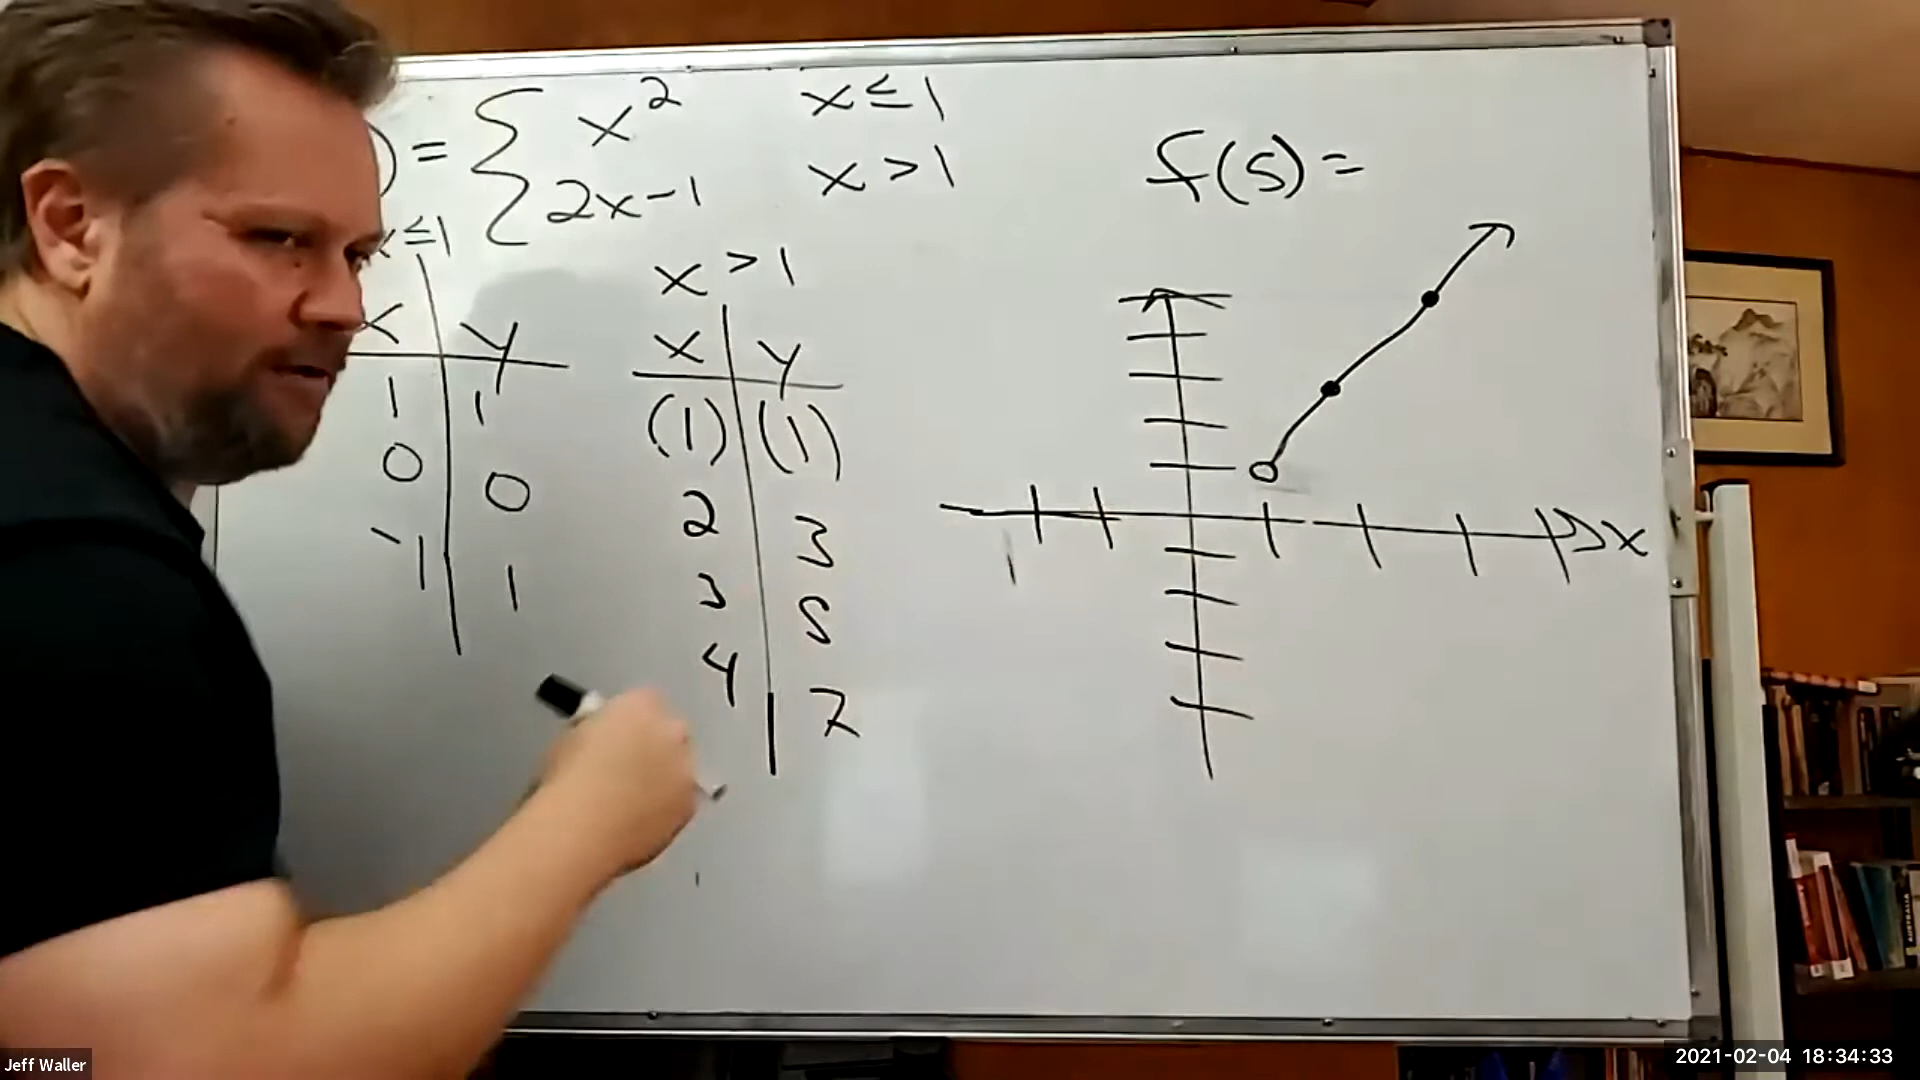 ) = { x² x ≤ 1
2x-1 x > 1
f(5) =
x ≤ 1
x > 1
x y
1 1
0 0
-1 1
x y
(1) (1)
2 3
3 5
4 7
x
AUSTRALIA
Jeff Waller
2021-02-04 18:34:33